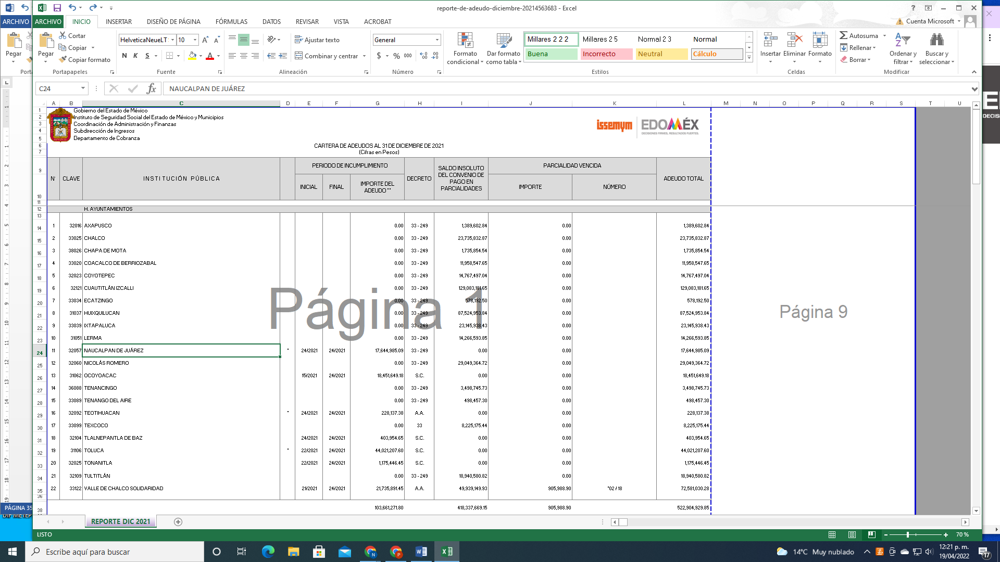 reporte-de-adeudo-diciembre-20214563683 - Excel
ARCHIVO ARCHIVO INICIO INSERTAR DISEÑO DE PÁGINA FÓRMULAS DATOS REVISAR VISTA ACROBAT Cuenta Microsoft
Pegar Pegar Cortar Copiar Copiar formato Portapapeles
HelveticaNeueLT 10 N K S Fuente
Ajustar texto Combinar y centrar Alineación
General $ % 000 Número
Formato condicional Dar formato como tabla
Millares 2 2 2 Millares 2 5 Normal 2 3 Normal
Buena Incorrecto Neutral Cálculo
Estilos
Insertar Eliminar Formato Celdas
Autosuma Rellenar Borrar Ordenar y filtrar Buscar y seleccionar Modificar
C24 fx NAUCALPAN DE JUÁREZ
A B C D E F G H I J K L M N O P Q R S T U
Gobierno del Estado de México
Instituto de Seguridad Social del Estado de México y Municipios
Coordinación de Administración y Finanzas
Subdirección de Ingresos
Departamento de Cobranza
issemym EDOMÉX
DECISIONES FIRMES, RESULTADOS FUERTES.
CARTERA DE ADEUDOS AL 31 DE DICIEMBRE DE 2021
(Cifras en Pesos)
N° CLAVE INSTITUCIÓN PÚBLICA PERIODO DE INCUMPLIMIENTO INICIAL FINAL IMPORTE DEL ADEUDO ** DECRETO SALDO INSOLUTO DEL CONVENIO DE PAGO EN PARCIALIDADES PARCIALIDAD VENCIDA IMPORTE NÚMERO ADEUDO TOTAL
H. AYUNTAMIENTOS
1 32016 AXAPUSCO 0.00 33 - 249 1,389,602.84 0.00 1,389,602.84
2 33025 CHALCO 0.00 33 - 249 23,735,832.87 0.00 23,735,832.87
3 38026 CHAPA DE MOTA 0.00 33 - 249 1,735,854.54 0.00 1,735,854.54
4 33020 COACALCO DE BERRIOZABAL 0.00 33 - 249 11,958,547.65 0.00 11,958,547.65
5 32023 COYOTEPEC 0.00 33 - 249 14,767,497.04 0.00 14,767,497.04
6 32121 CUAUTITLÁN IZCALLI 0.00 33 - 249 129,083,181.65 0.00 129,083,181.65
7 33034 ECATZINGO 0.00 33 - 249 578,192.50 0.00 578,192.50
8 31037 HUIXQUILUCAN 0.00 33 - 249 87,524,953.84 0.00 87,524,953.84
9 33039 IXTAPALUCA 0.00 33 - 249 23,145,938.43 0.00 23,145,938.43
10 31051 LERMA 0.00 33 - 249 14,266,593.85 0.00 14,266,593.85
11 32057 NAUCALPAN DE JUÁREZ * 24/2021 24/2021 17,644,985.09 33 - 249 0.00 0.00 17,644,985.09
12 32060 NICOLÁS ROMERO 0.00 33 - 249 29,049,364.72 0.00 29,049,364.72
13 31062 OCOYOACAC 15/2021 24/2021 18,451,649.18 S.C. 0.00 0.00 18,451,649.18
14 36088 TENANCINGO 0.00 33 - 249 3,498,745.73 0.00 3,498,745.73
15 33089 TENANGO DEL AIRE 0.00 33 - 249 498,457.30 0.00 498,457.30
16 32092 TEOTIHUACAN * 24/2021 24/2021 228,137.38 A.A. 0.00 0.00 228,137.38
17 33099 TEXCOCO 0.00 33 8,225,175.44 0.00 8,225,175.44
18 32104 TLALNEPANTLA DE BAZ 24/2021 24/2021 403,954.65 S.C. 0.00 0.00 403,954.65
19 31106 TOLUCA * 22/2021 24/2021 44,021,207.60 S.C. 0.00 0.00 44,021,207.60
20 32025 TONANITLA 22/2021 24/2021 1,175,446.45 S.C. 0.00 0.00 1,175,446.45
21 32109 TULTITLÁN 0.00 33 - 249 18,940,580.82 0.00 18,940,580.82
22 33122 VALLE DE CHALCO SOLIDARIDAD 21/2021 24/2021 21,735,891.45 A.A. 49,939,149.93 905,988.90 *02 / 18 72,581,030.28
103,661,271.80 418,337,669.15 905,988.90 522,904,929.85
Página 1
Página 9
PÁGINA 35
REPORTE DIC 2021
LISTO 70 %
Escribe aquí para buscar
14°C Muy nublado
12:21 p. m.
19/04/2022
17